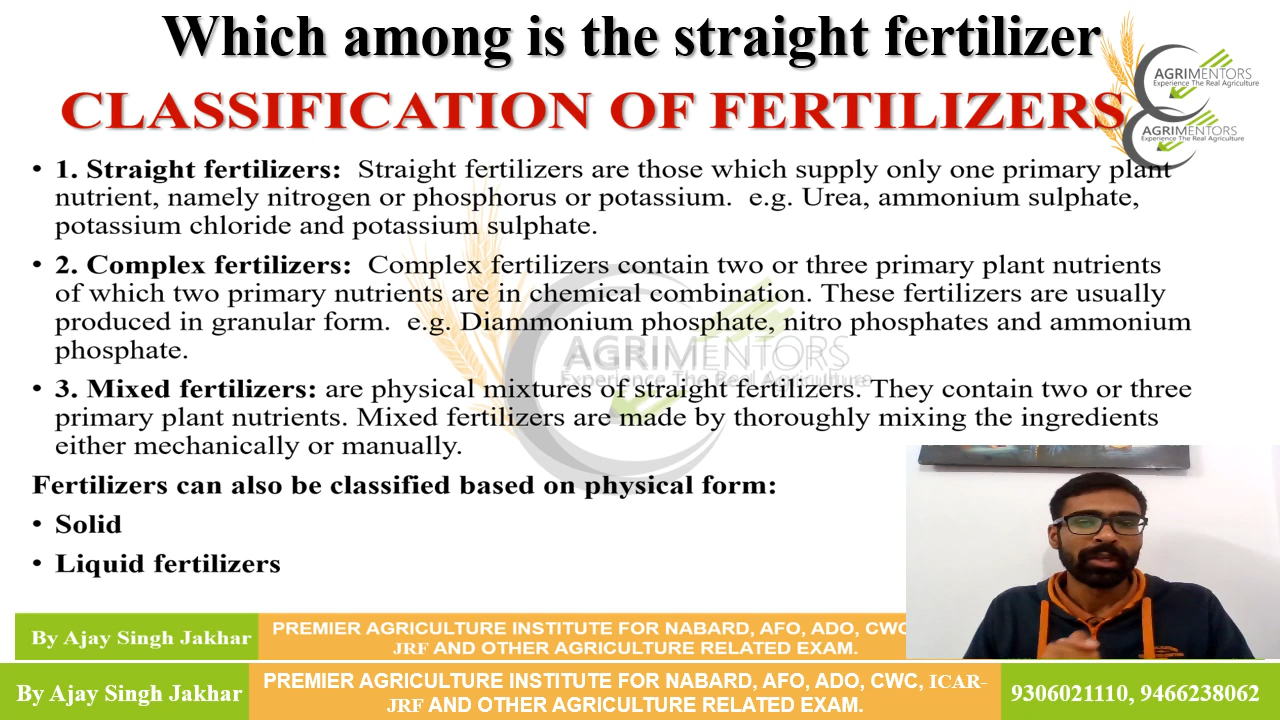 Which among is the straight fertilizer
AGRIMENTORS
Experience The Real Agriculture
CLASSIFICATION OF FERTILIZERS
AGRIMENTORS
Experience The Real Agriculture
• 1. Straight fertilizers: Straight fertilizers are those which supply only one primary plant
nutrient, namely nitrogen or phosphorus or potassium. e.g. Urea, ammonium sulphate,
potassium chloride and potassium sulphate.
• 2. Complex fertilizers: Complex fertilizers contain two or three primary plant nutrients
of which two primary nutrients are in chemical combination. These fertilizers are usually
produced in granular form. e.g. Diammonium phosphate, nitro phosphates and ammonium
phosphate.
AGRIMENTORS
Experience The Real Agriculture
• 3. Mixed fertilizers: are physical mixtures of straight fertilizers. They contain two or three
primary plant nutrients. Mixed fertilizers are made by thoroughly mixing the ingredients
either mechanically or manually.
Fertilizers can also be classified based on physical form:
• Solid
• Liquid fertilizers
By Ajay Singh Jakhar
PREMIER AGRICULTURE INSTITUTE FOR NABARD, AFO, ADO, CWC
JRF AND OTHER AGRICULTURE RELATED EXAM.
By Ajay Singh Jakhar
PREMIER AGRICULTURE INSTITUTE FOR NABARD, AFO, ADO, CWC, ICAR-
JRF AND OTHER AGRICULTURE RELATED EXAM.
9306021110, 9466238062